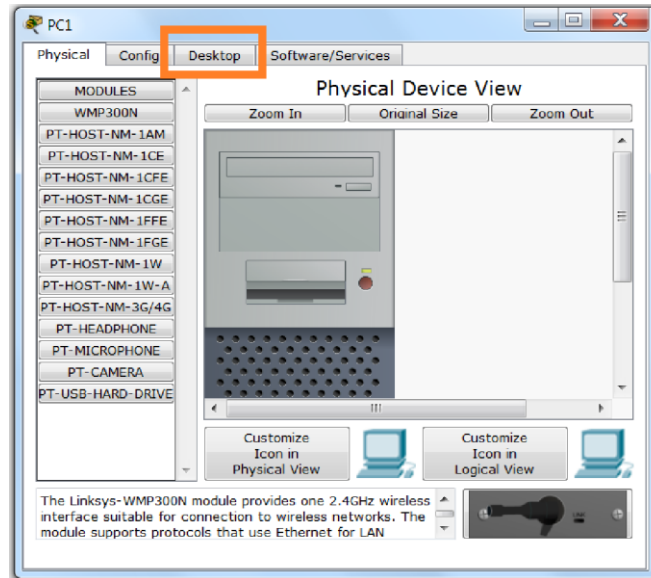 PC1
Physical Config Desktop Software/Services
MODULES
WMP300N
PT-HOST-NM-1AM
PT-HOST-NM-1CE
PT-HOST-NM-1CFE
PT-HOST-NM-1CGE
PT-HOST-NM-1FFE
PT-HOST-NM-1FGE
PT-HOST-NM-1W
PT-HOST-NM-1W-A
PT-HOST-NM-3G/4G
PT-HEADPHONE
PT-MICROPHONE
PT-CAMERA
PT-USB-HARD-DRIVE
Physical Device View
Zoom In Original Size Zoom Out
Customize
Icon in
Physical View
Customize
Icon in
Logical View
The Linksys-WMP300N module provides one 2.4GHz wireless
interface suitable for connection to wireless networks. The
module supports protocols that use Ethernet for LAN